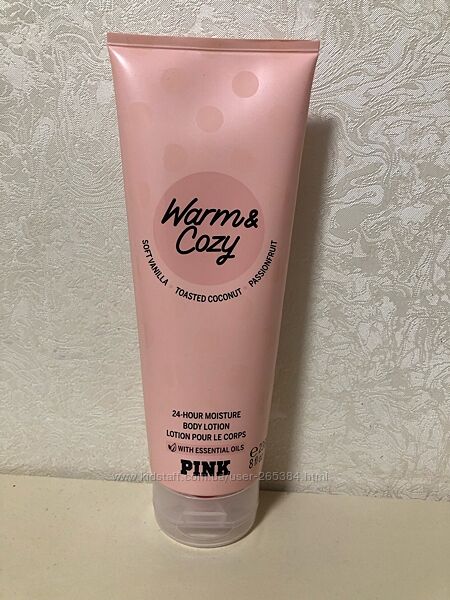 Warm &
Cozy
SOFT VANILLA • TOASTED COCONUT • PASSIONFRUIT
24-HOUR MOISTURE
BODY LOTION
LOTION POUR LE CORPS
WITH ESSENTIAL OILS
PINK